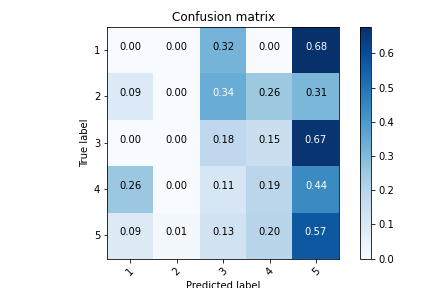 Confusion matrix
1 0.00 0.00 0.32 0.00 0.68
2 0.09 0.00 0.34 0.26 0.31
3 0.00 0.00 0.18 0.15 0.67
4 0.26 0.00 0.11 0.19 0.44
5 0.09 0.01 0.13 0.20 0.57
1 2 3 4 5
True label
Predicted label
0.6
0.5
0.4
0.3
0.2
0.1
0.0